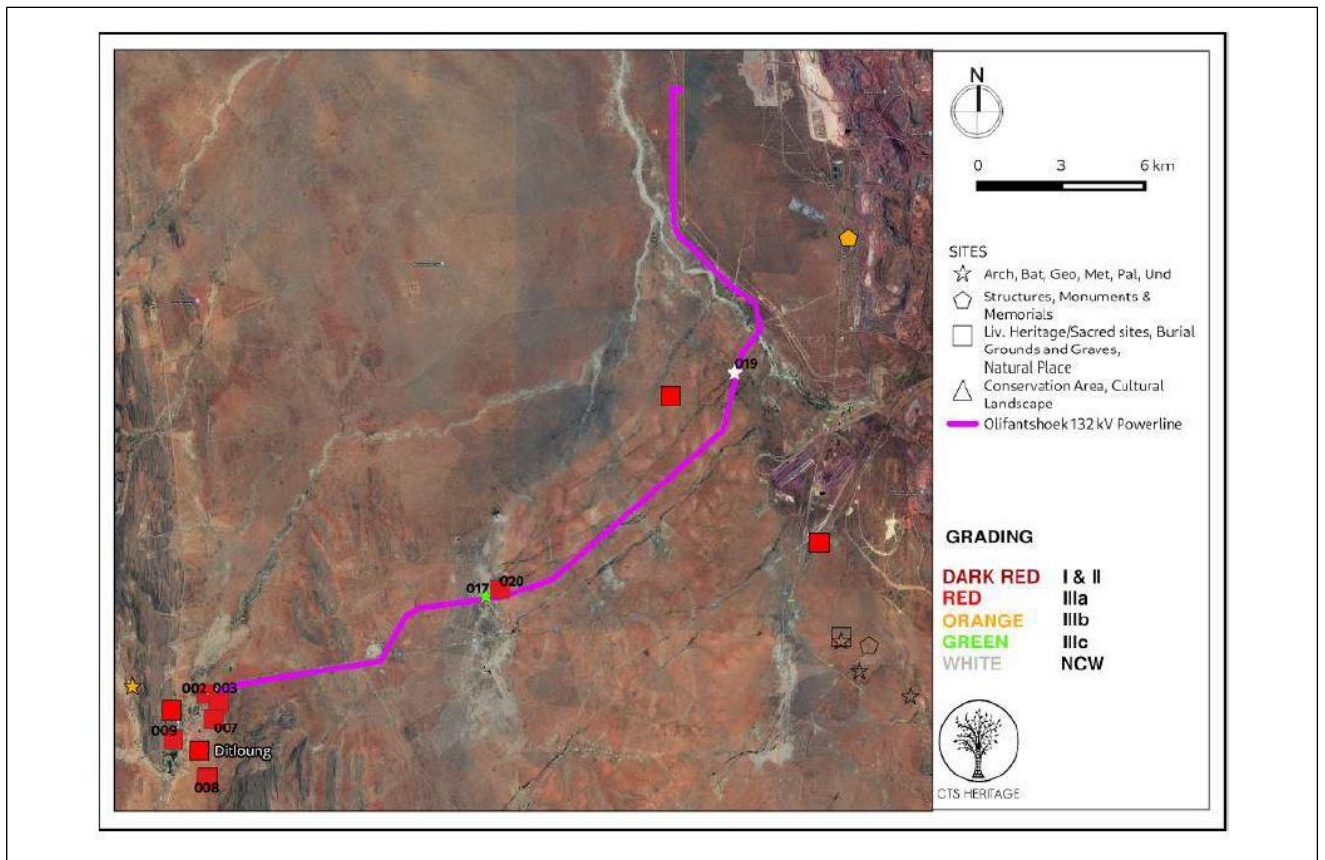 N
0 3 6 km
SITES
Arch, Bat, Geo, Met, Pal, Und
Structures, Monuments &
Memorials
Liv. Heritage/Sacred sites, Burial
Grounds and Graves,
Natural Place
Conservation Area, Cultural
Landscape
Olifantshoek 132 kV Powerline
GRADING
DARK RED I & II
RED IIIa
ORANGE IIIb
GREEN IIIc
WHITE NCW
CTS HERITAGE
019
017 020
002 003
007
009
Ditloung
008